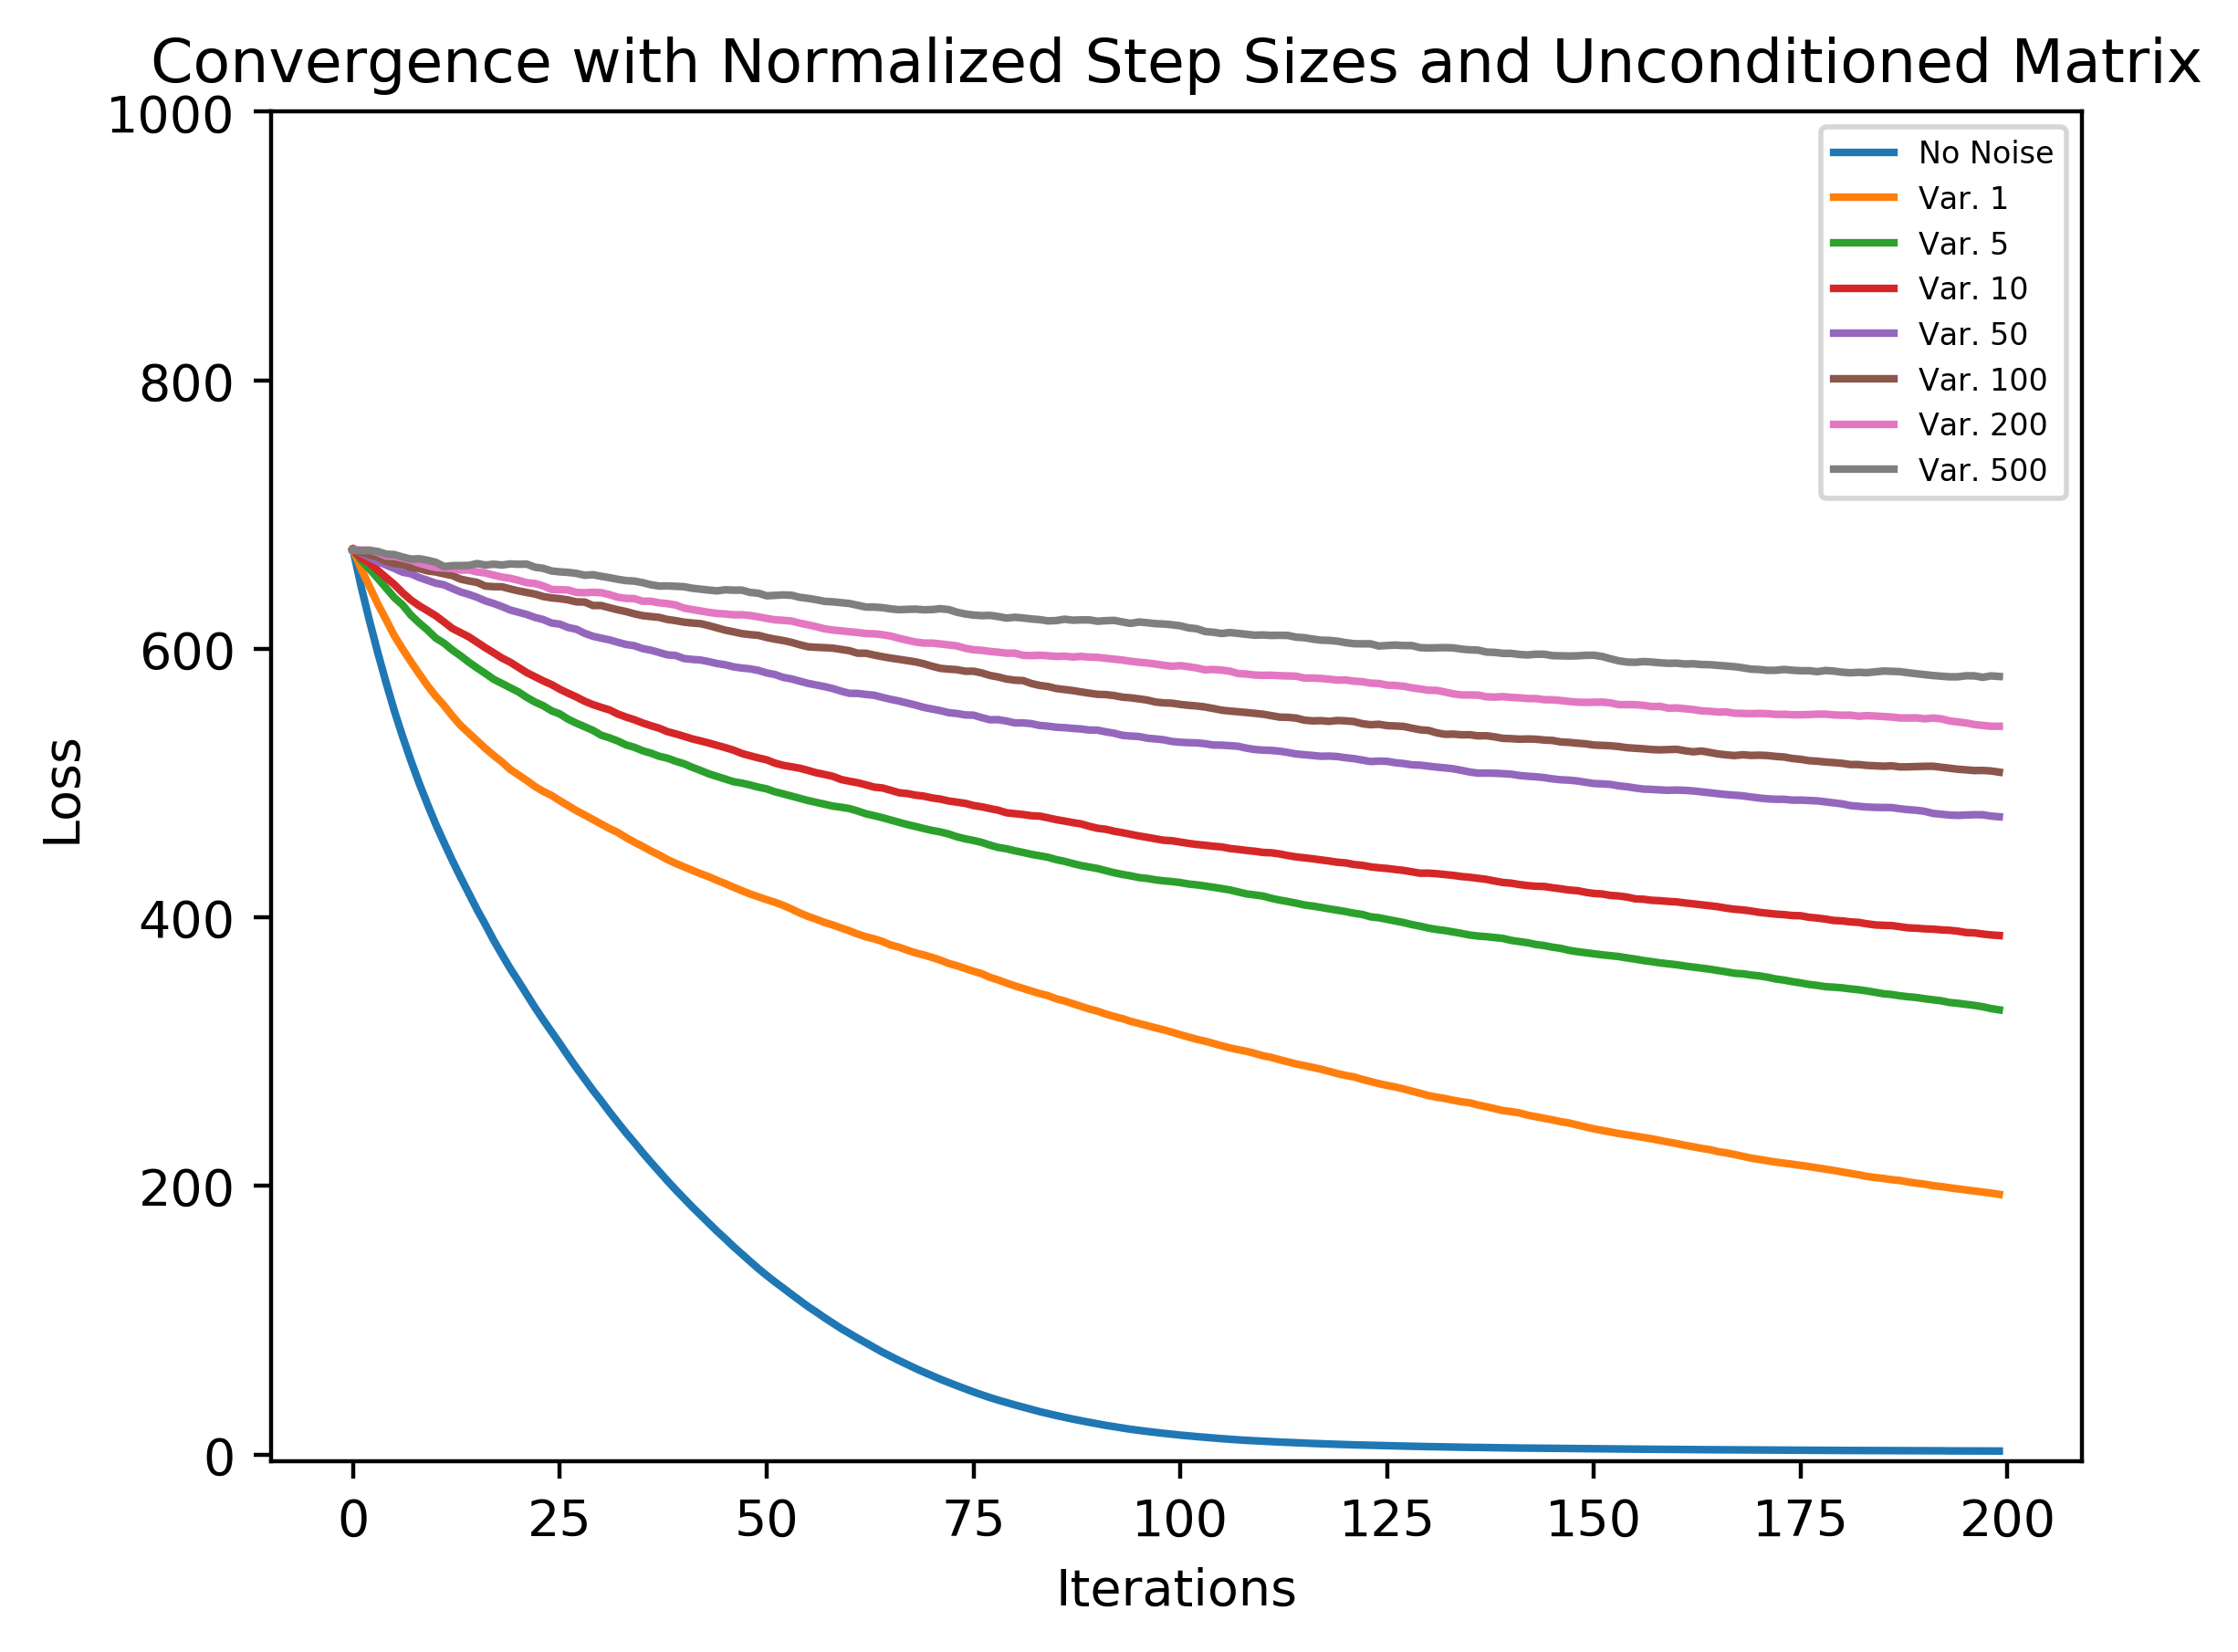 Convergence with Normalized Step Sizes and Unconditioned Matrix
1000
800
600
400
200
0
Loss
No Noise
Var. 1
Var. 5
Var. 10
Var. 50
Var. 100
Var. 200
Var. 500
0 25 50 75 100 125 150 175 200
Iterations